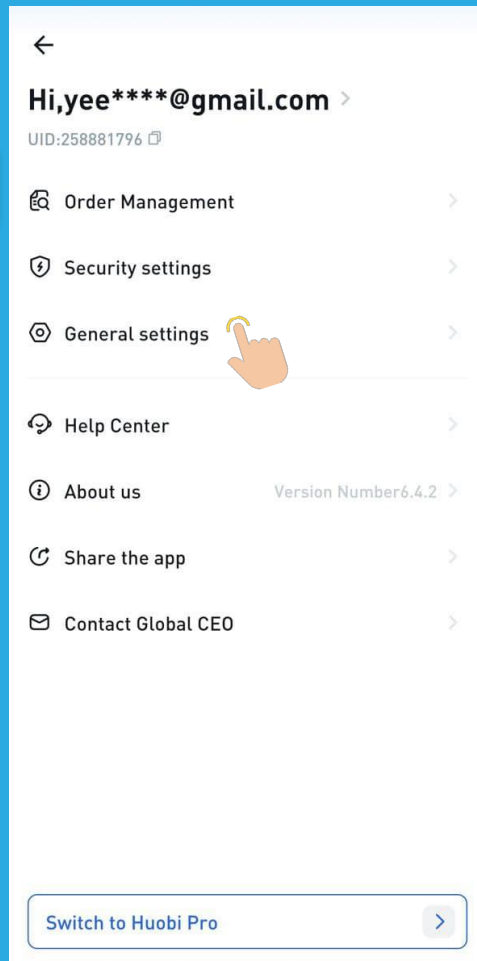 Hi,yee****@gmail.com
UID:258881796
Order Management
Security settings
General settings
Help Center
About us Version Number6.4.2
Share the app
Contact Global CEO
Switch to Huobi Pro